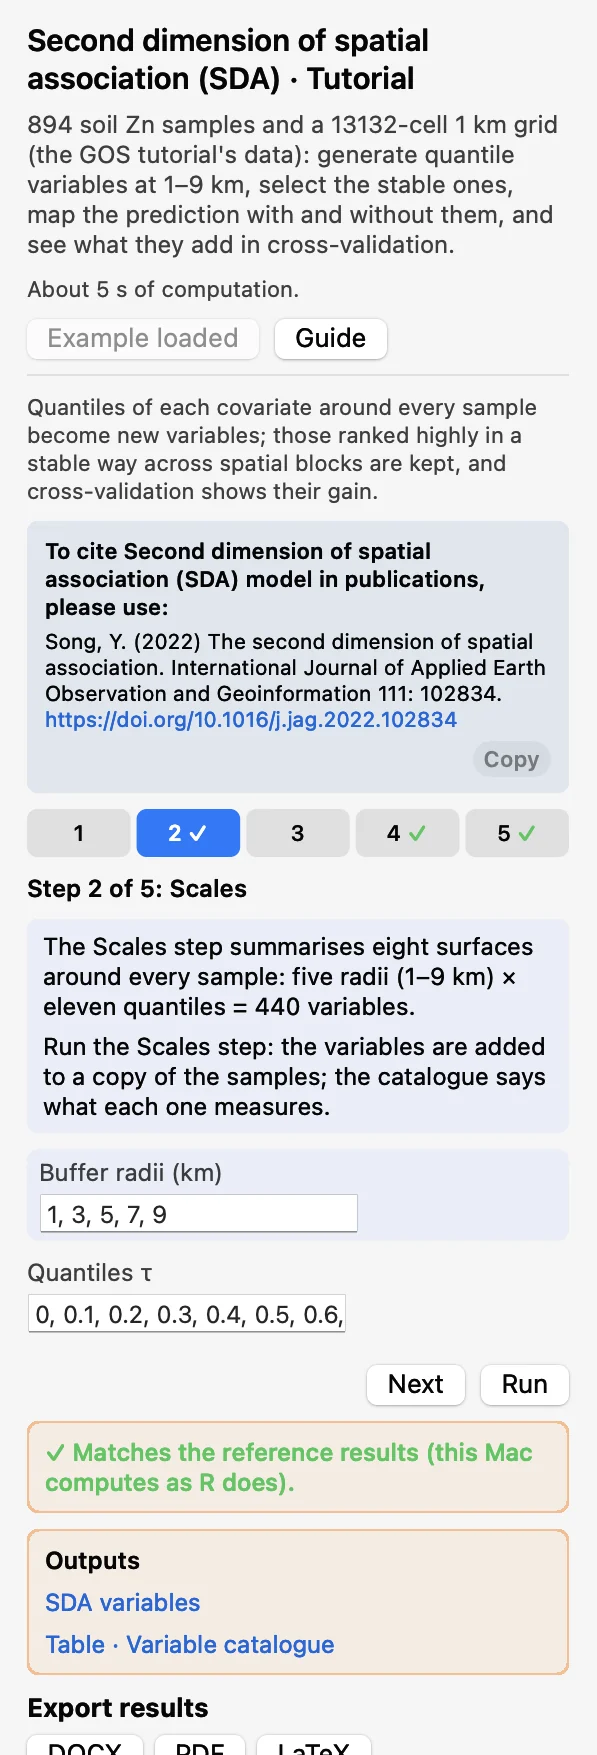 Second dimension of spatial
association (SDA) · Tutorial
894 soil Zn samples and a 13132-cell 1 km grid
(the GOS tutorial's data): generate quantile
variables at 1–9 km, select the stable ones,
map the prediction with and without them, and
see what they add in cross-validation.
About 5 s of computation.
Example loaded
Guide
Quantiles of each covariate around every sample
become new variables; those ranked highly in a
stable way across spatial blocks are kept, and
cross-validation shows their gain.
To cite Second dimension of spatial
association (SDA) model in publications,
please use:
Song, Y. (2022) The second dimension of spatial
association. International Journal of Applied Earth
Observation and Geoinformation 111: 102834.
https://doi.org/10.1016/j.jag.2022.102834
Copy
1
2 ✓
3
4 ✓
5 ✓
Step 2 of 5: Scales
The Scales step summarises eight surfaces
around every sample: five radii (1–9 km) ×
eleven quantiles = 440 variables.
Run the Scales step: the variables are added
to a copy of the samples; the catalogue says
what each one measures.
Buffer radii (km)
1, 3, 5, 7, 9
Quantiles τ
0, 0.1, 0.2, 0.3, 0.4, 0.5, 0.6,
Next
Run
✓ Matches the reference results (this Mac
computes as R does).
Outputs
SDA variables
Table · Variable catalogue
Export results
DOCX
PDF
LaTeX